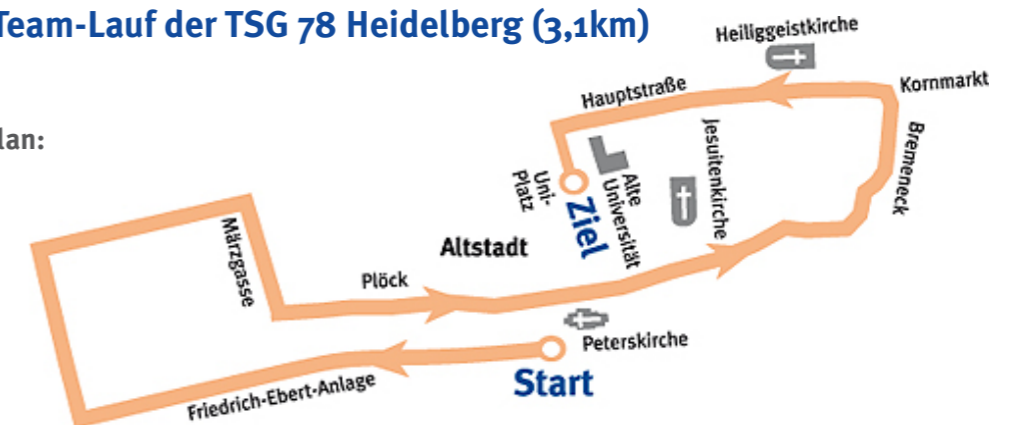 Team-Lauf der TSG 78 Heidelberg (3,1km)
lan:
Heiliggeistkirche
Hauptstraße
Kornmarkt
Bremeneck
Jesuitenkirche
Alte
Universität
Uni-
Platz
Ziel
Altstadt
Märzgasse
Plöck
Peterskirche
Start
Friedrich-Ebert-Anlage